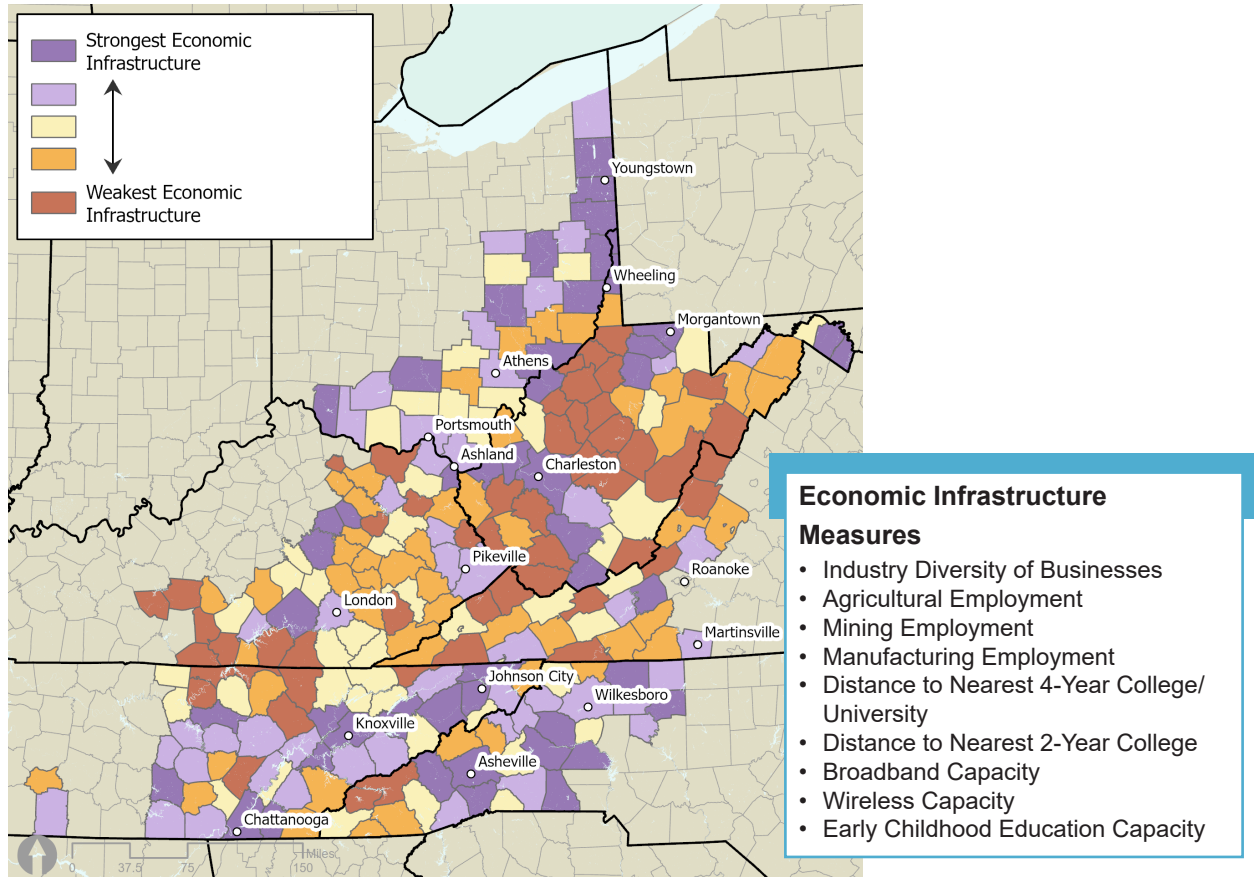 Strongest Economic
Infrastructure
Weakest Economic
Infrastructure
Youngstown
Wheeling
Morgantown
Athens
Portsmouth
Ashland
Charleston
Pikeville
Roanoke
London
Martinsville
Johnson City
Wilkesboro
Knoxville
Asheville
Chattanooga
Miles
0 37.5 75 150
Economic Infrastructure
Measures
• Industry Diversity of Businesses
• Agricultural Employment
• Mining Employment
• Manufacturing Employment
• Distance to Nearest 4-Year College/
University
• Distance to Nearest 2-Year College
• Broadband Capacity
• Wireless Capacity
• Early Childhood Education Capacity